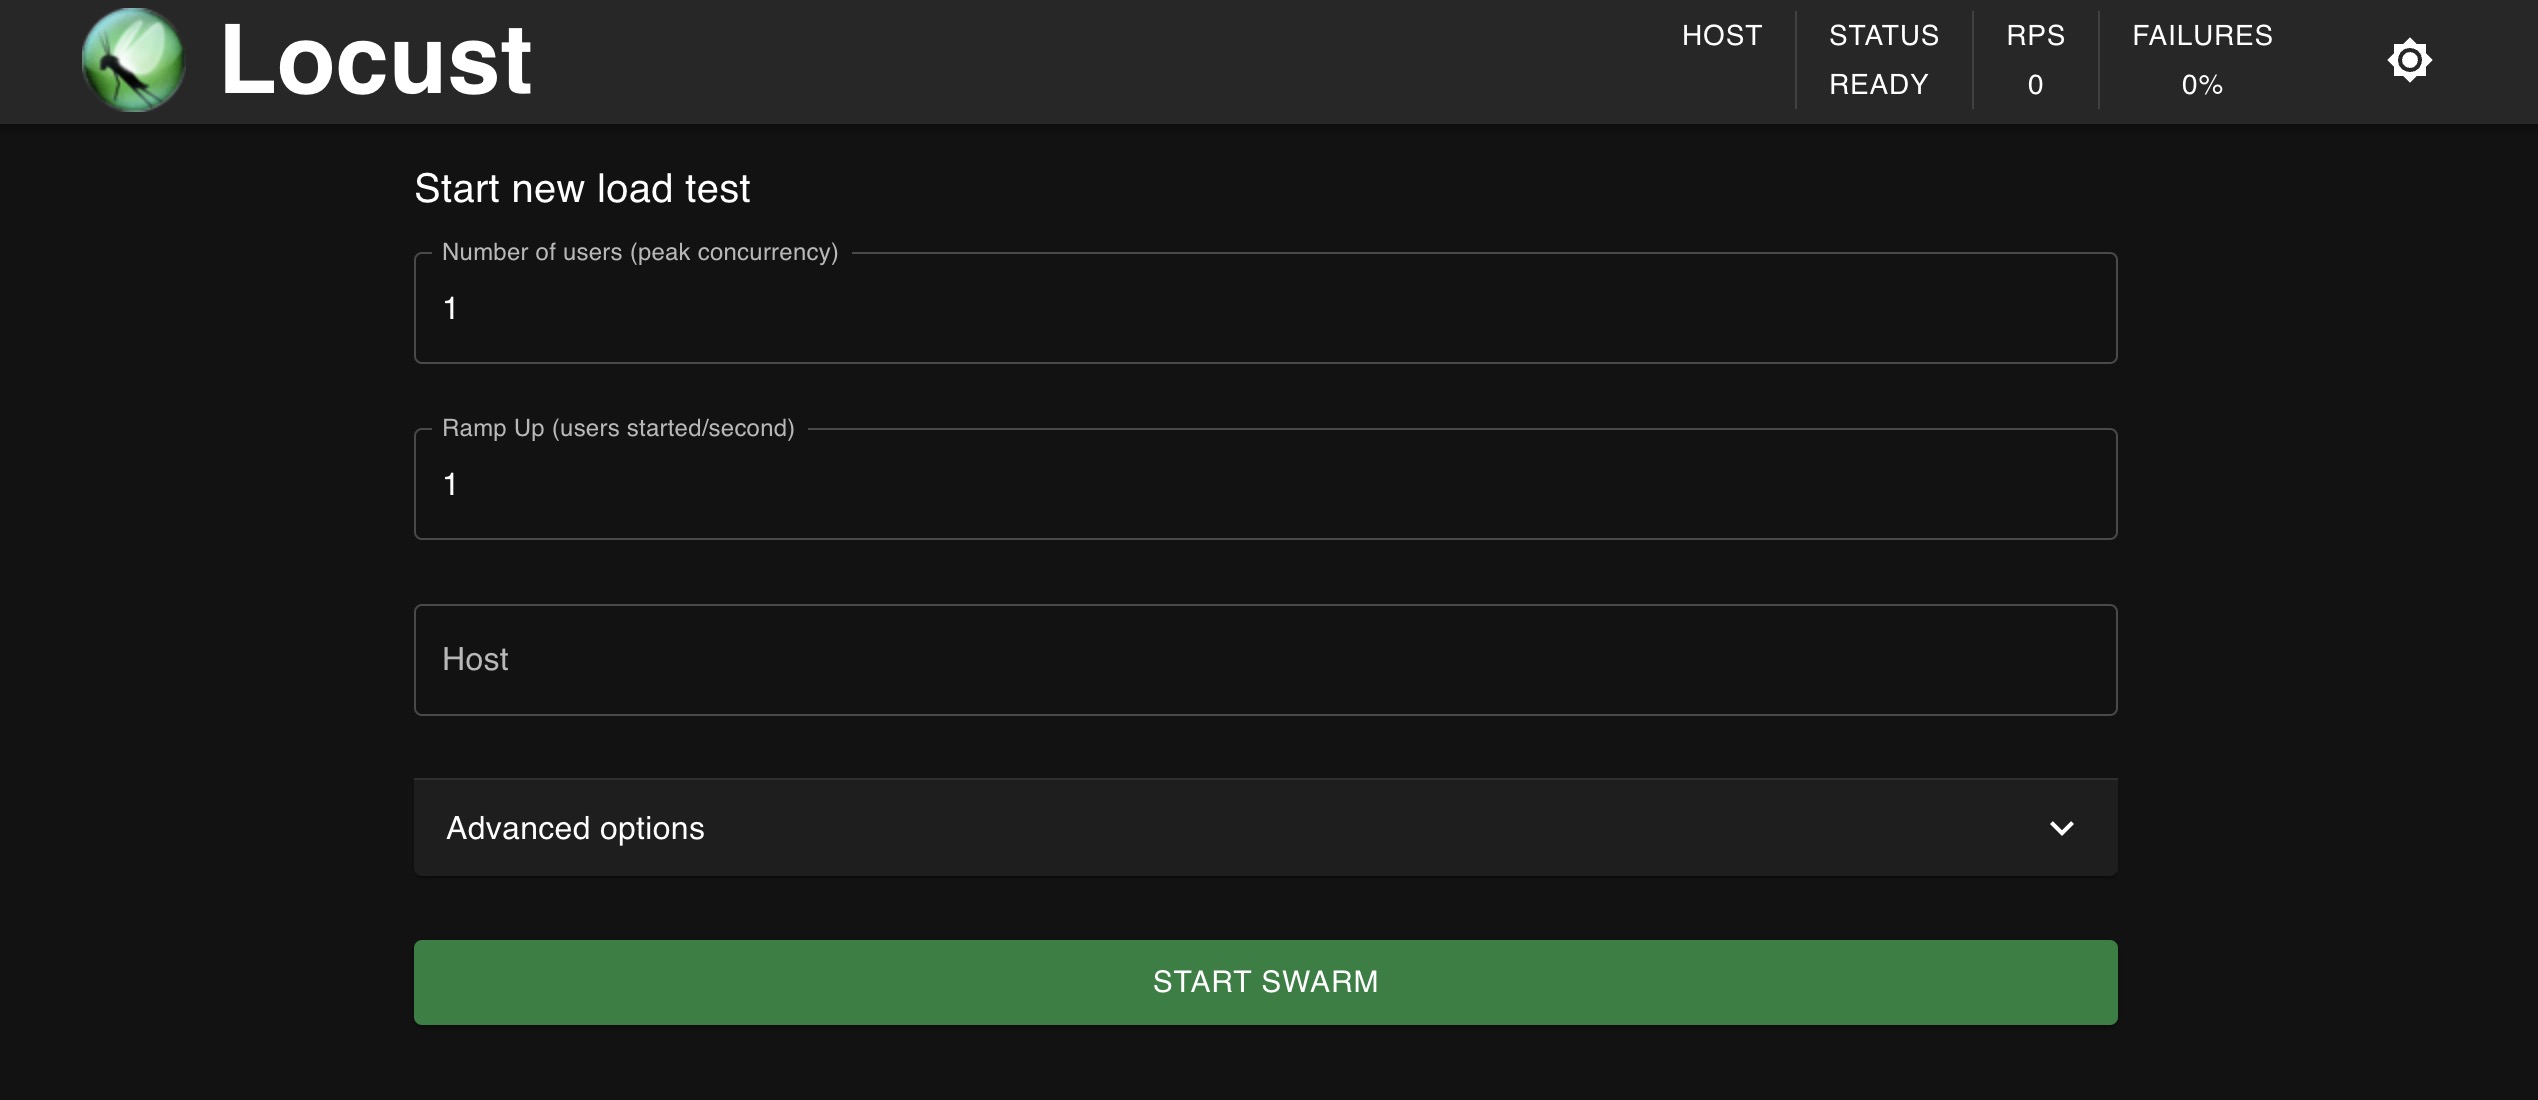 Locust
HOST
STATUS
READY
RPS
0
FAILURES
0%
Start new load test
Number of users (peak concurrency)
1
Ramp Up (users started/second)
1
Host
Advanced options
START SWARM